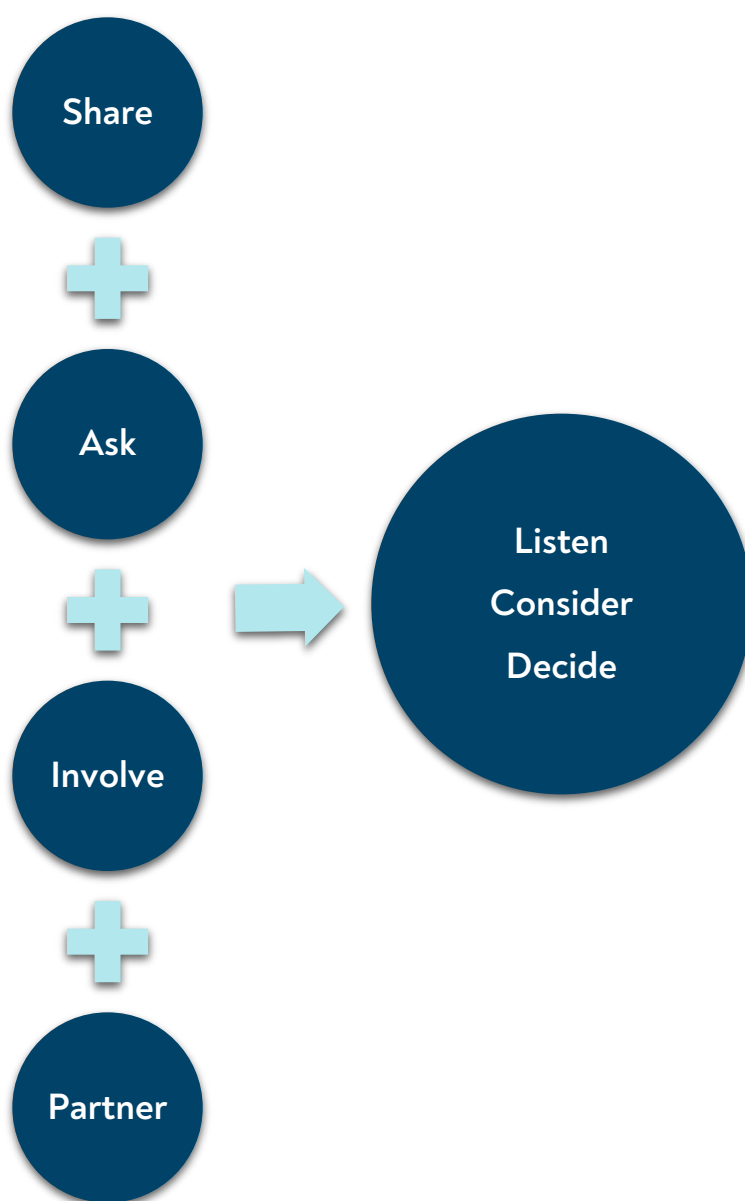 Share
Ask
Involve
Partner
Listen
Consider
Decide